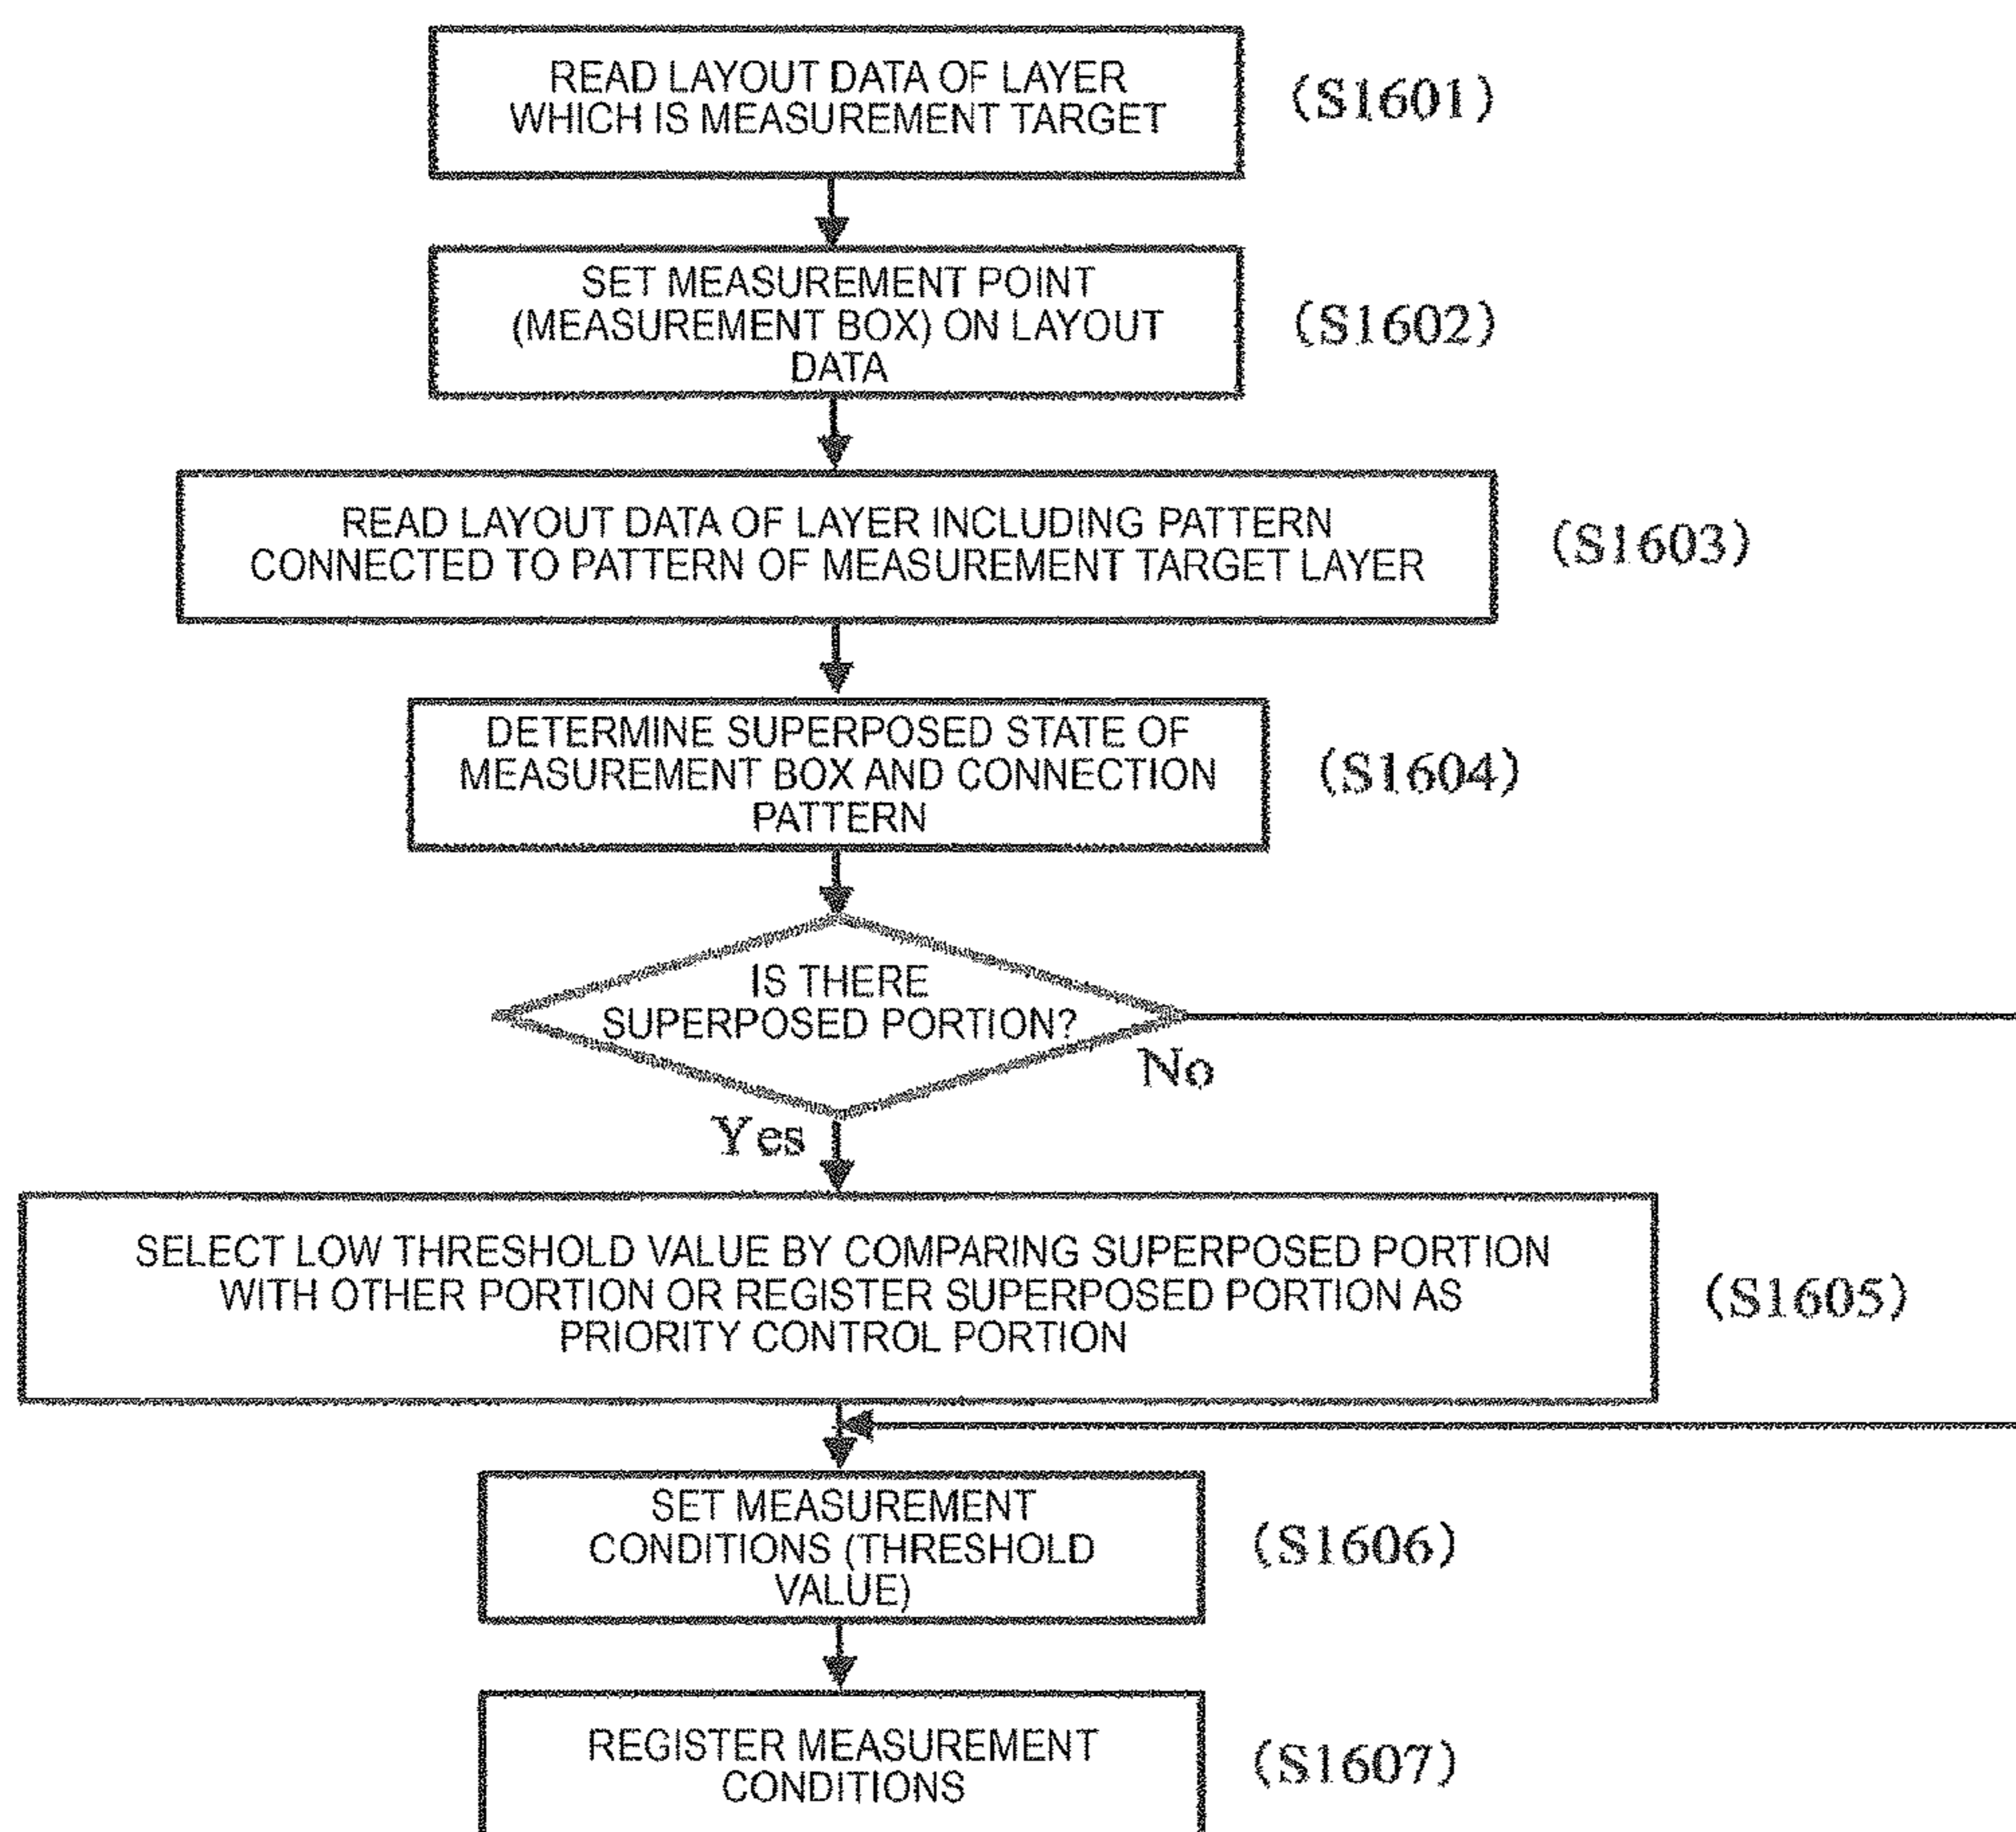 READ LAYOUT DATA OF LAYER
WHICH IS MEASUREMENT TARGET
(S1601)
SET MEASUREMENT POINT
(MEASUREMENT BOX) ON LAYOUT
DATA
(S1602)
READ LAYOUT DATA OF LAYER INCLUDING PATTERN
CONNECTED TO PATTERN OF MEASUREMENT TARGET LAYER
(S1603)
DETERMINE SUPERPOSED STATE OF
MEASUREMENT BOX AND CONNECTION
PATTERN
(S1604)
IS THERE
SUPERPOSED PORTION?
No
Yes
SELECT LOW THRESHOLD VALUE BY COMPARING SUPERPOSED PORTION
WITH OTHER PORTION OR REGISTER SUPERPOSED PORTION AS
PRIORITY CONTROL PORTION
(S1605)
SET MEASUREMENT
CONDITIONS (THRESHOLD
VALUE)
(S1606)
REGISTER MEASUREMENT
CONDITIONS
(S1607)